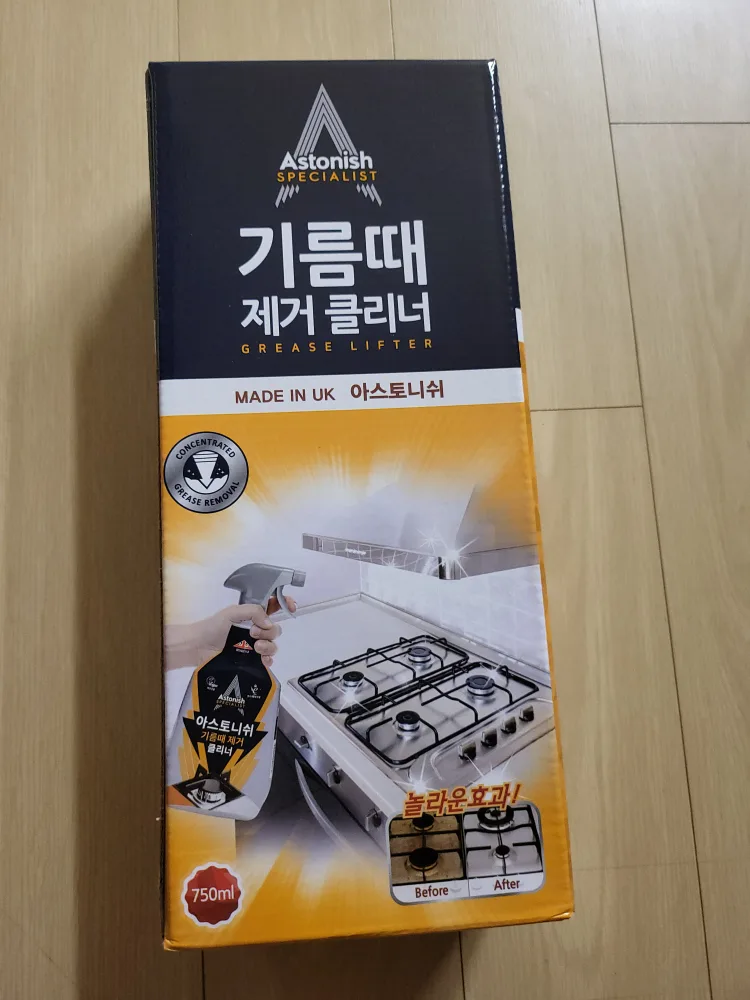 Astonish
SPECIALIST
기름때
제거 클리너
GREASE LIFTER
MADE IN UK 아스토니쉬
CONCENTRATED
GREASE REMOVAL
Astonish
SPECIALIST
아스토니쉬
기름때 제거
클리너
놀라운효과!
Before
After
750ml